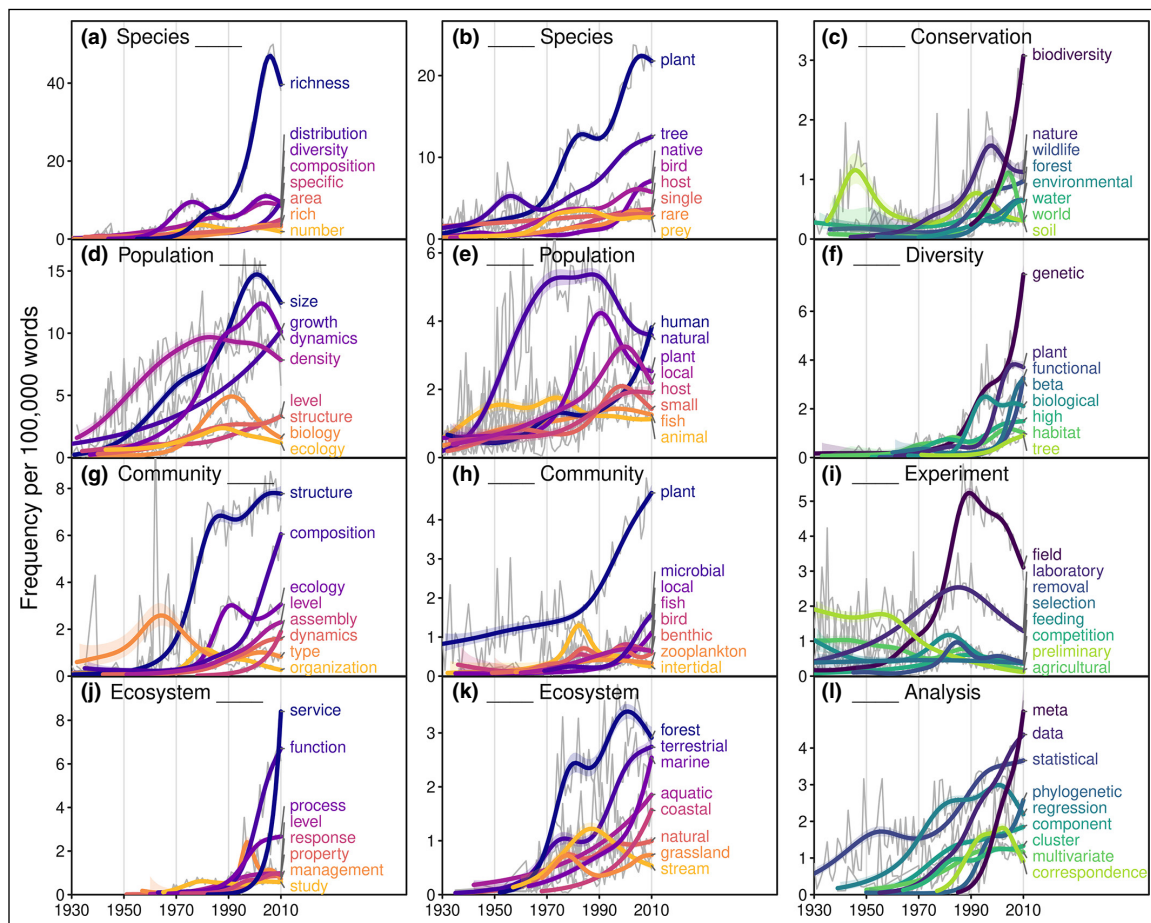 Frequency per 100,000 words
(a) Species _____
40
20
0
richness
distribution
diversity
composition
specific
area
rich
number
(b) _____ Species
20
10
0
plant
tree
native
bird
host
single
rare
prey
(c) _____ Conservation
3
2
1
0
biodiversity
nature
wildlife
forest
environmental
water
world
soil
(d) Population _____
15
10
5
0
size
growth
dynamics
density
level
structure
biology
ecology
(e) _____ Population
6
4
2
0
human
natural
plant
local
host
small
fish
animal
(f) _____ Diversity
8
6
4
2
0
genetic
plant
functional
beta
biological
high
habitat
tree
(g) Community _____
8
6
4
2
0
structure
composition
ecology
level
assembly
dynamics
type
organization
(h) _____ Community
4
3
2
1
0
plant
microbial
local
fish
bird
benthic
zooplankton
intertidal
(i) _____ Experiment
5
4
3
2
1
0
field
laboratory
removal
selection
feeding
competition
preliminary
agricultural
(j) Ecosystem _____
8
6
4
2
0
service
function
process
level
response
property
management
study
1930 1950 1970 1990 2010
(k) _____ Ecosystem
3
2
1
0
forest
terrestrial
marine
aquatic
coastal
natural
grassland
stream
1930 1950 1970 1990 2010
(l) _____ Analysis
4
3
2
1
0
meta
data
statistical
phylogenetic
regression
component
cluster
multivariate
correspondence
1930 1950 1970 1990 2010